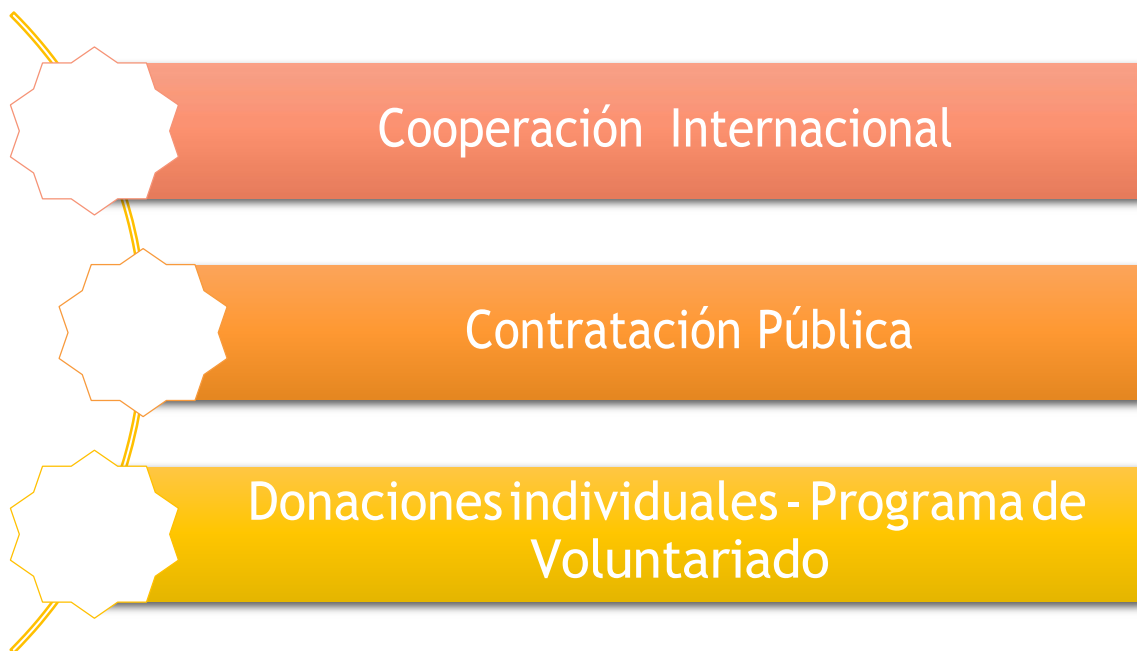 Cooperación Internacional
Contratación Pública
Donaciones individuales - Programa de
Voluntariado